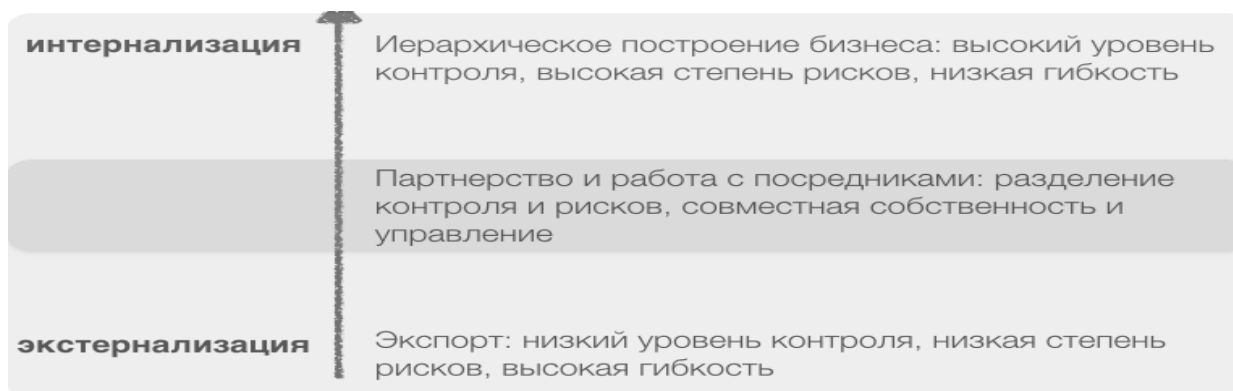 интернализация
Иерархическое построение бизнеса: высокий уровень
контроля, высокая степень рисков, низкая гибкость
Партнерство и работа с посредниками: разделение
контроля и рисков, совместная собственность и
управление
экстернализация
Экспорт: низкий уровень контроля, низкая степень
рисков, высокая гибкость